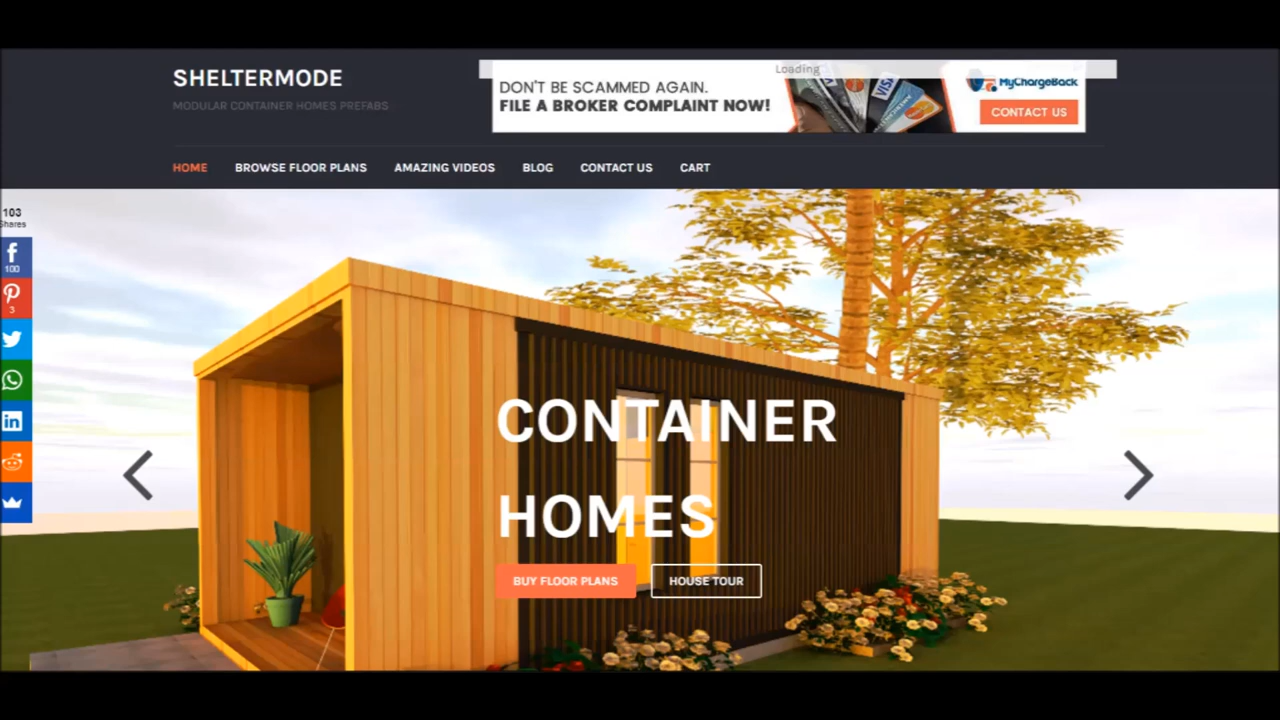 SHELTERMODE
MODULAR CONTAINER HOMES PREFABS
Loading
DON'T BE SCAMMED AGAIN.
FILE A BROKER COMPLAINT NOW!
VISA
MyChargeBack
CONTACT US
HOME BROWSE FLOOR PLANS AMAZING VIDEOS BLOG CONTACT US CART
103
Shares
100
3
CONTAINER
HOMES
BUY FLOOR PLANS HOUSE TOUR